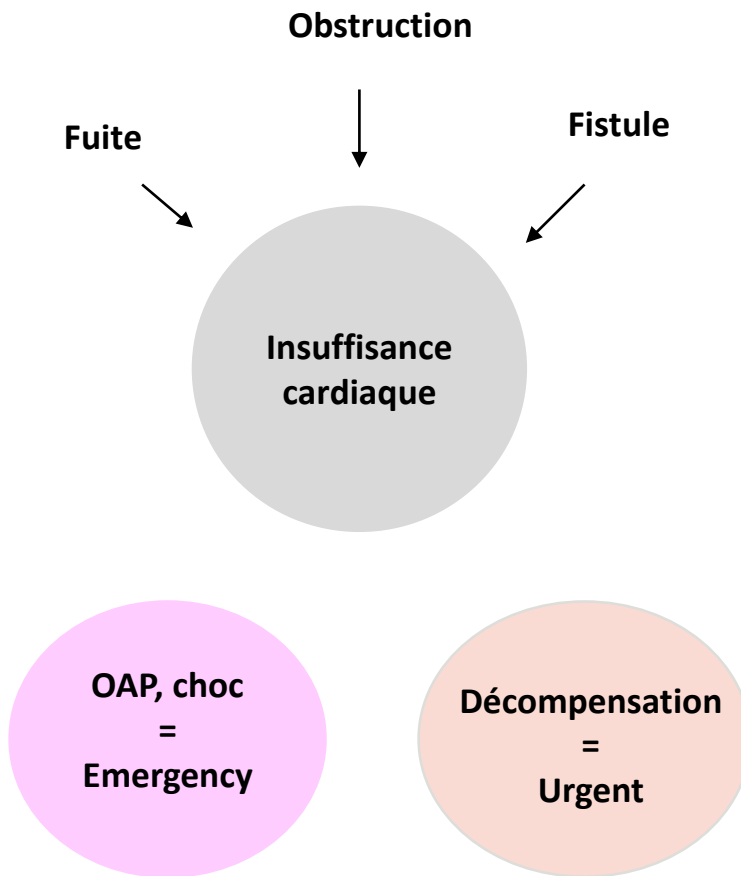 Obstruction
Fuite
Fistule
Insuffisance
cardiaque
OAP, choc
=
Emergency
Décompensation
=
Urgent